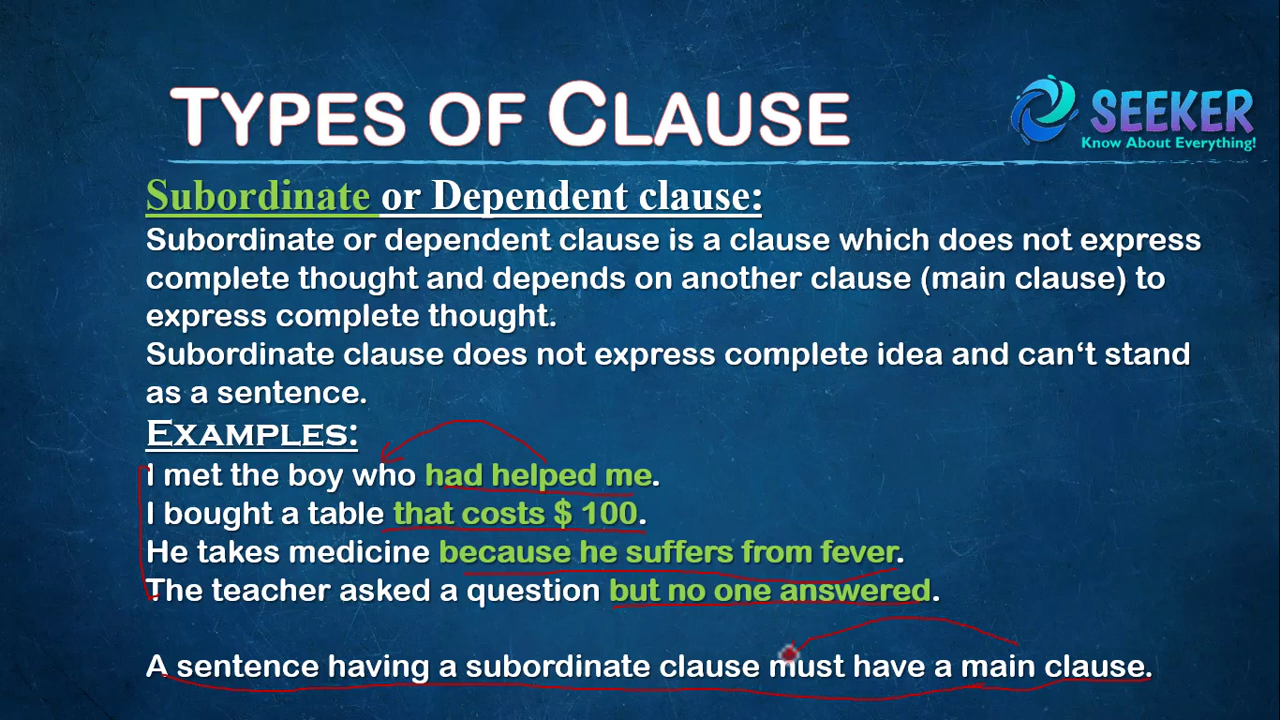 TYPES OF CLAUSE
SEEKER
Know About Everything!
Subordinate or Dependent clause:
Subordinate or dependent clause is a clause which does not express
complete thought and depends on another clause (main clause) to
express complete thought.
Subordinate clause does not express complete idea and can‘t stand
as a sentence.
EXAMPLES:
I met the boy who had helped me.
I bought a table that costs $ 100.
He takes medicine because he suffers from fever.
The teacher asked a question but no one answered.
A sentence having a subordinate clause must have a main clause.